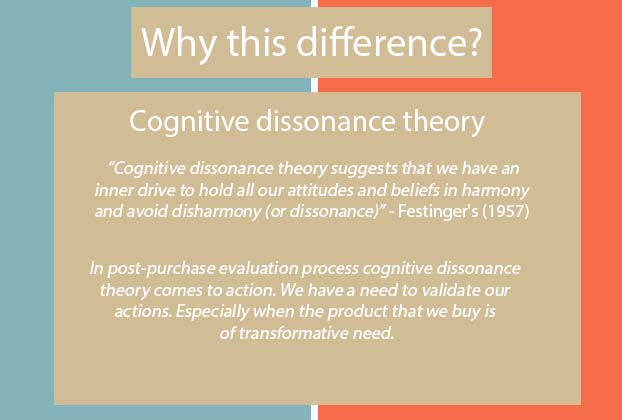 Why this difference?
Cognitive dissonance theory
”Cognitive dissonance theory suggests that we have an
inner drive to hold all our attitudes and beliefs in harmony
and avoid disharmony (or dissonance)” - Festinger's (1957)
In post-purchase evaluation process cognitive dissonance
theory comes to action. We have a need to validate our
actions. Especially when the product that we buy is
of transformative need.